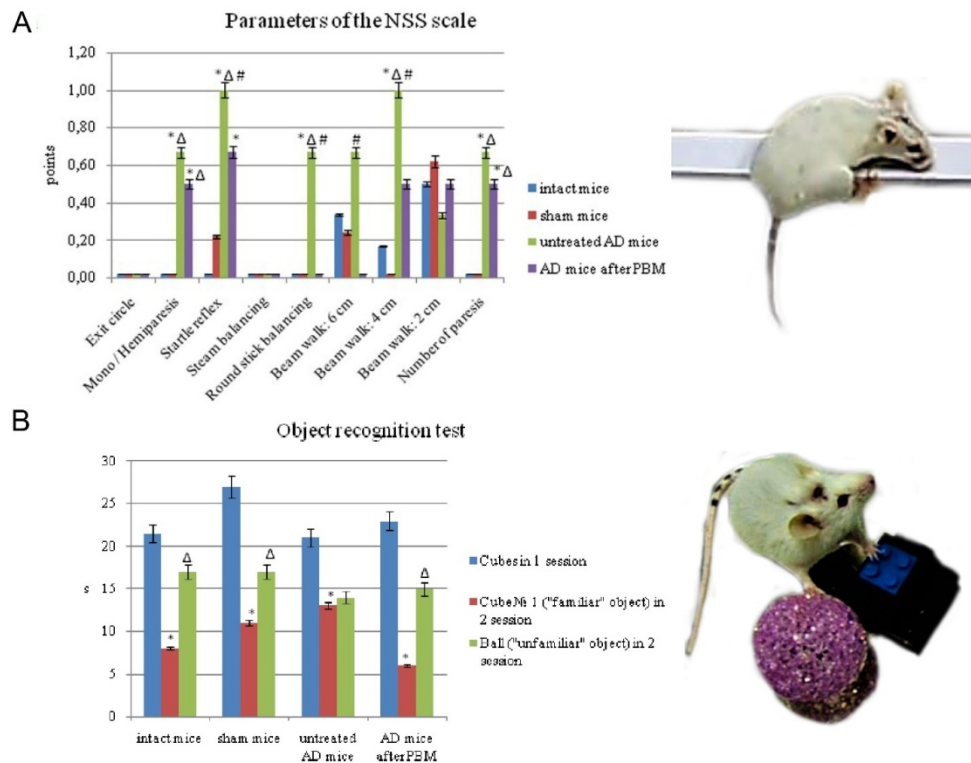 A
Parameters of the NSS scale
1,20
1,00
0,80
0,60
0,40
0,20
0,00
points
* Δ
* Δ
* Δ #
*
* Δ #
#
* Δ #
* Δ
* Δ
Exit circle
Mono / Hemiparesis
Startle reflex
Steam balancing
Round stick balancing
Beam walk: 6 cm
Beam walk: 4 cm
Beam walk: 2 cm
Number of paresis
intact mice
sham mice
untreated AD mice
AD mice after PBM
B
Object recognition test
30
25
20
15
10
5
0
s
*
Δ
*
Δ
*
*
Δ
intact mice
sham mice
untreated
AD mice
AD mice
after PBM
Cubes in 1 session
Cube № 1 ("familiar" object) in
2 session
Ball ("unfamiliar" object) in 2
session